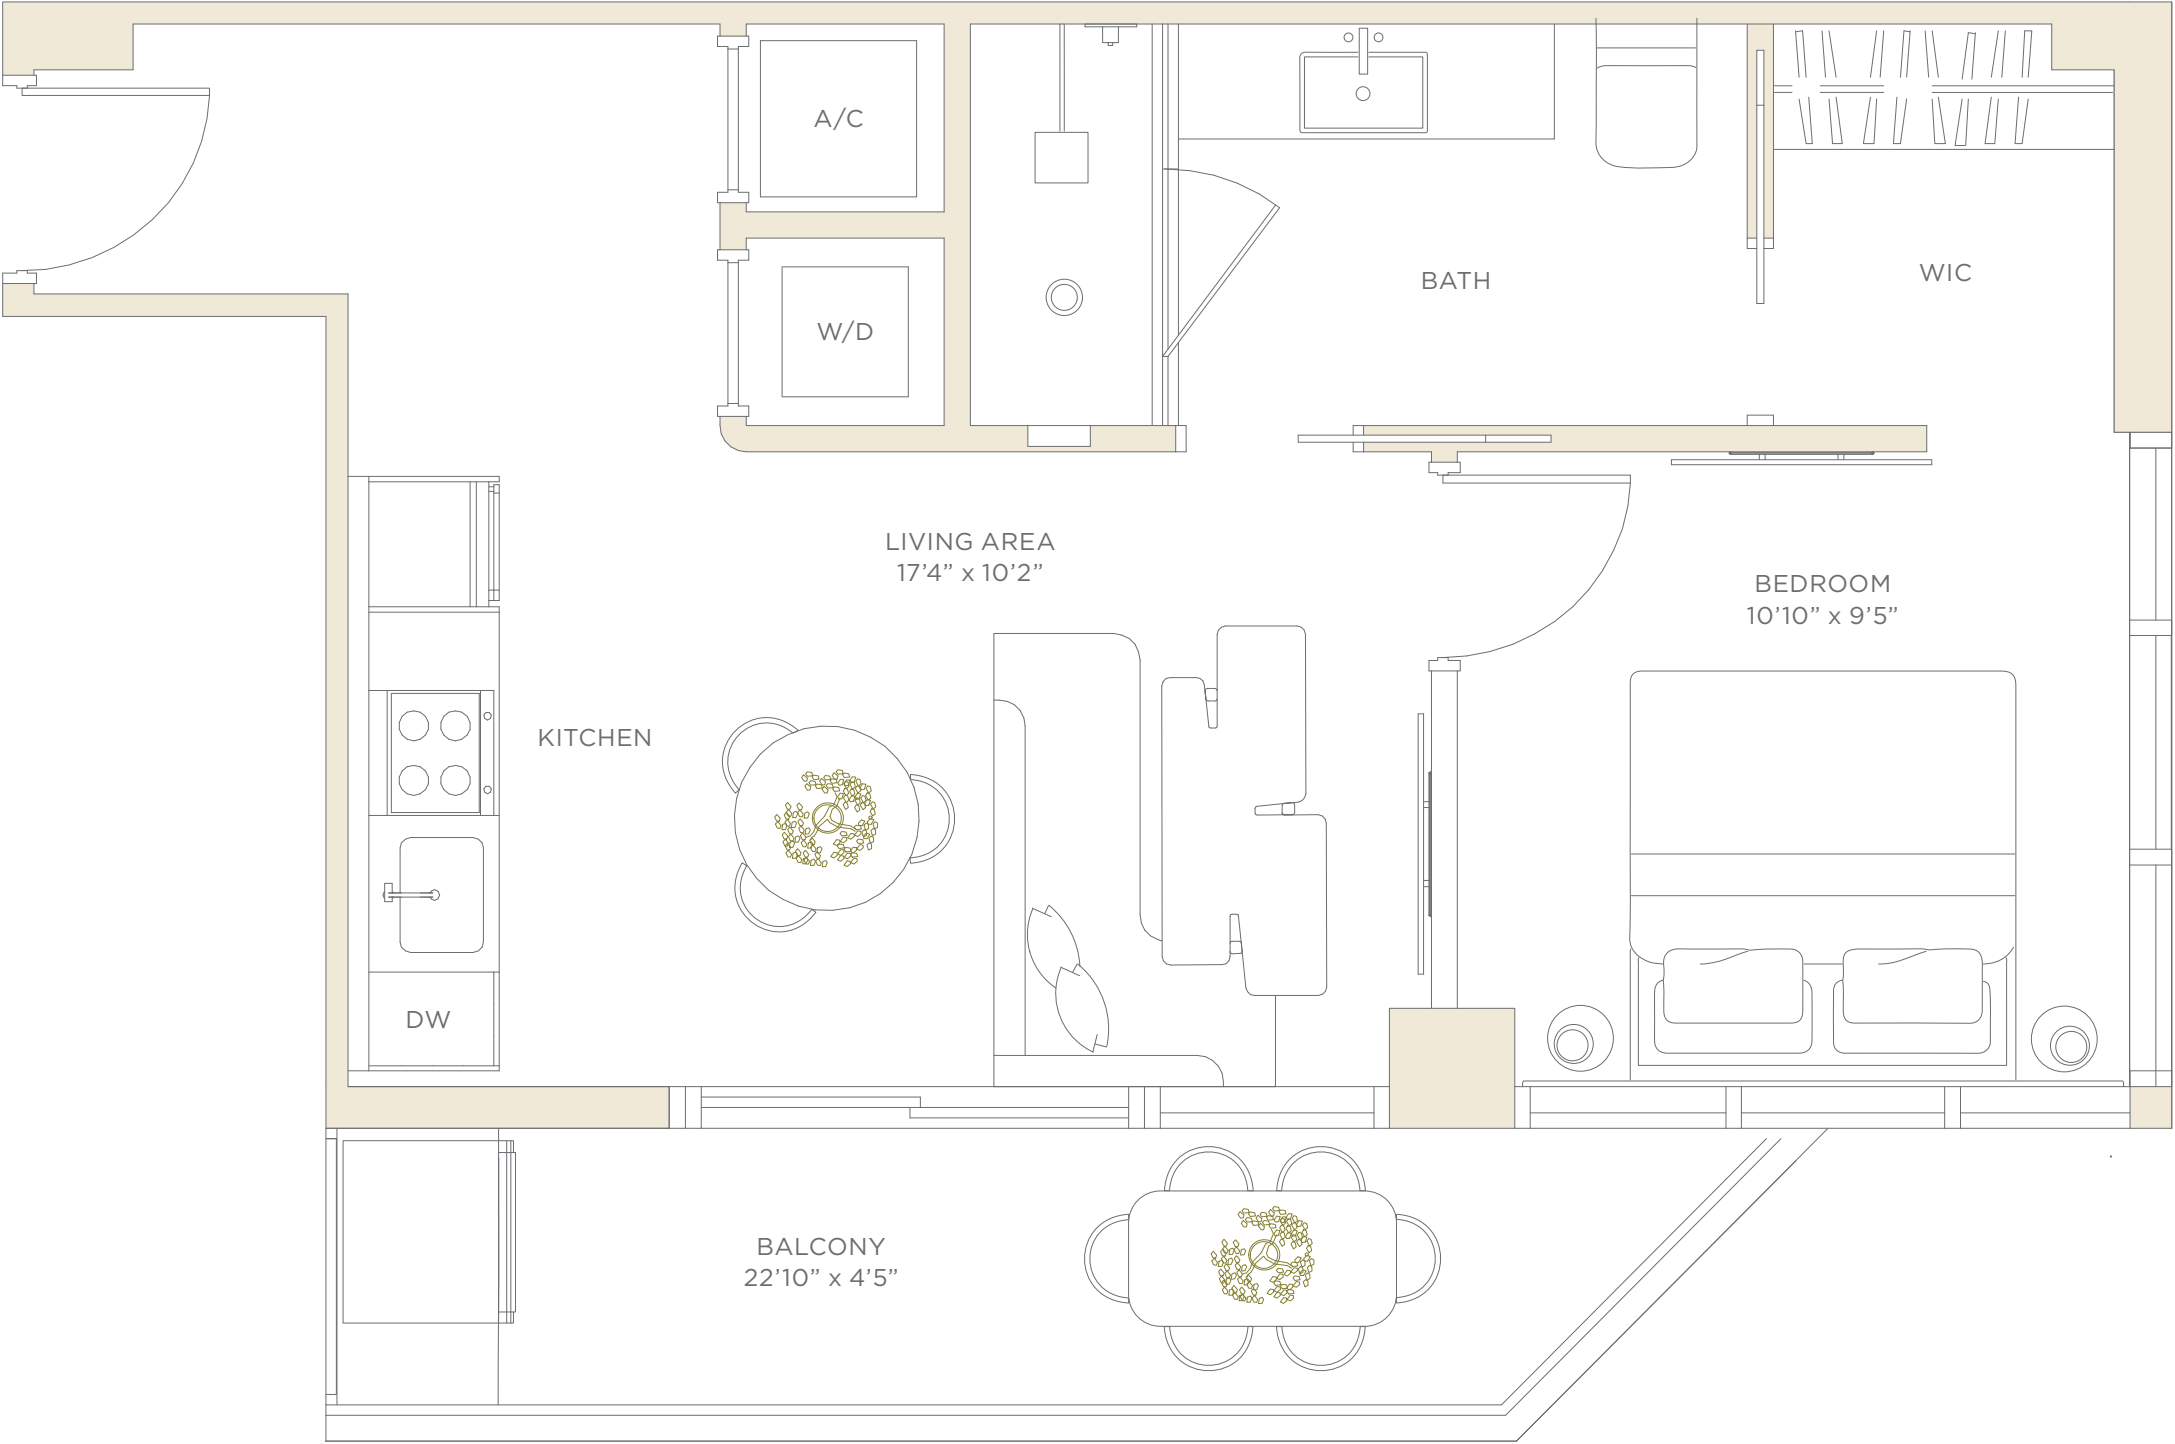 A/C
W/D
BATH
WIC
LIVING AREA
17’4” x 10’2”
BEDROOM
10’10” x 9’5”
KITCHEN
DW
BALCONY
22’10” x 4’5”